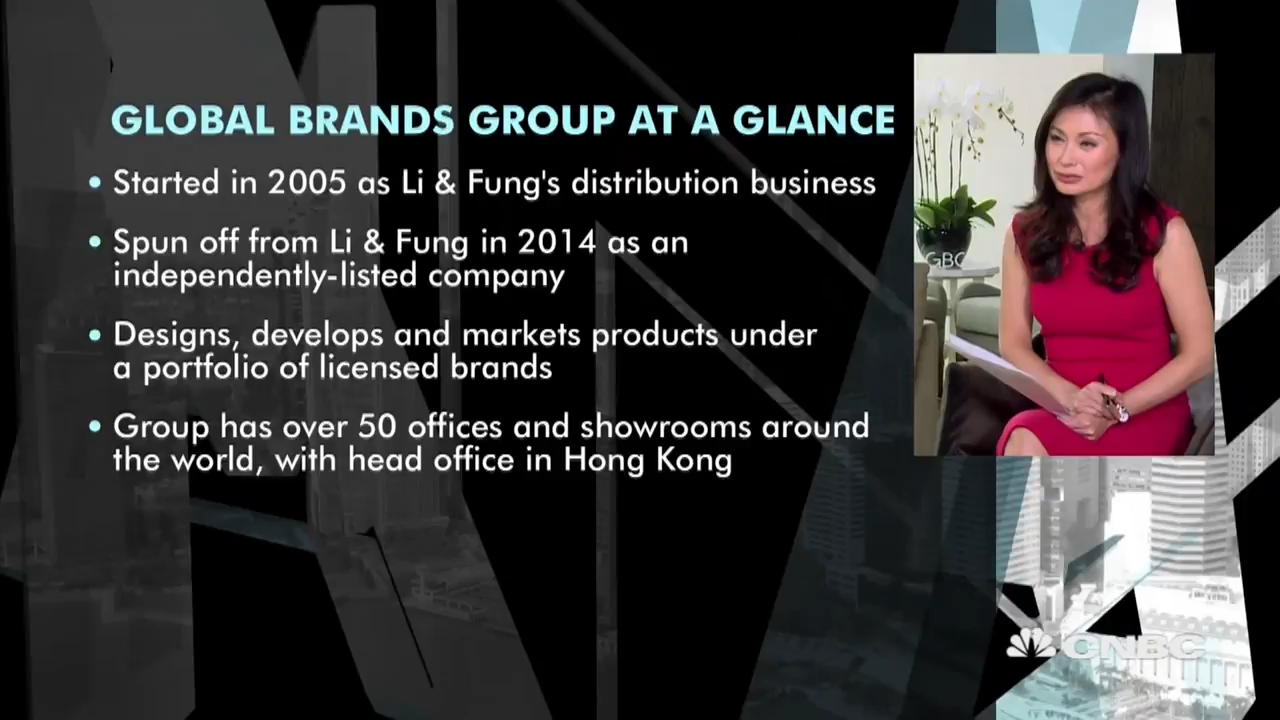 GLOBAL BRANDS GROUP AT A GLANCE
• Started in 2005 as Li & Fung's distribution business
• Spun off from Li & Fung in 2014 as an
independently-listed company
• Designs, develops and markets products under
a portfolio of licensed brands
• Group has over 50 offices and showrooms around
the world, with head office in Hong Kong
GBG
CNBC